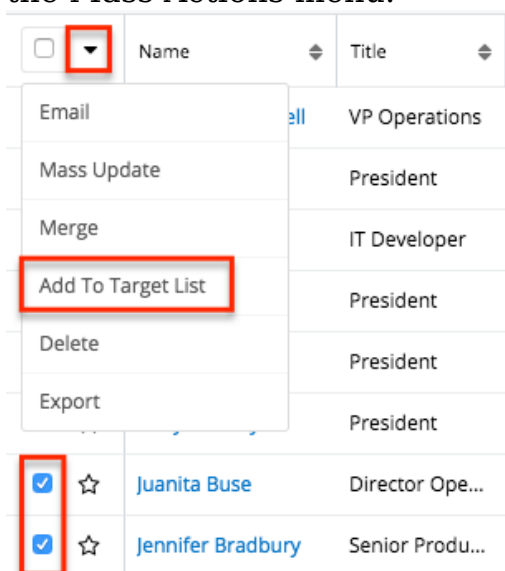 the Mass Actions menu.
Name Title
Email ell VP Operations
Mass Update President
Merge IT Developer
Add To Target List President
Delete President
Export President
Juanita Buse Director Ope...
Jennifer Bradbury Senior Produ...